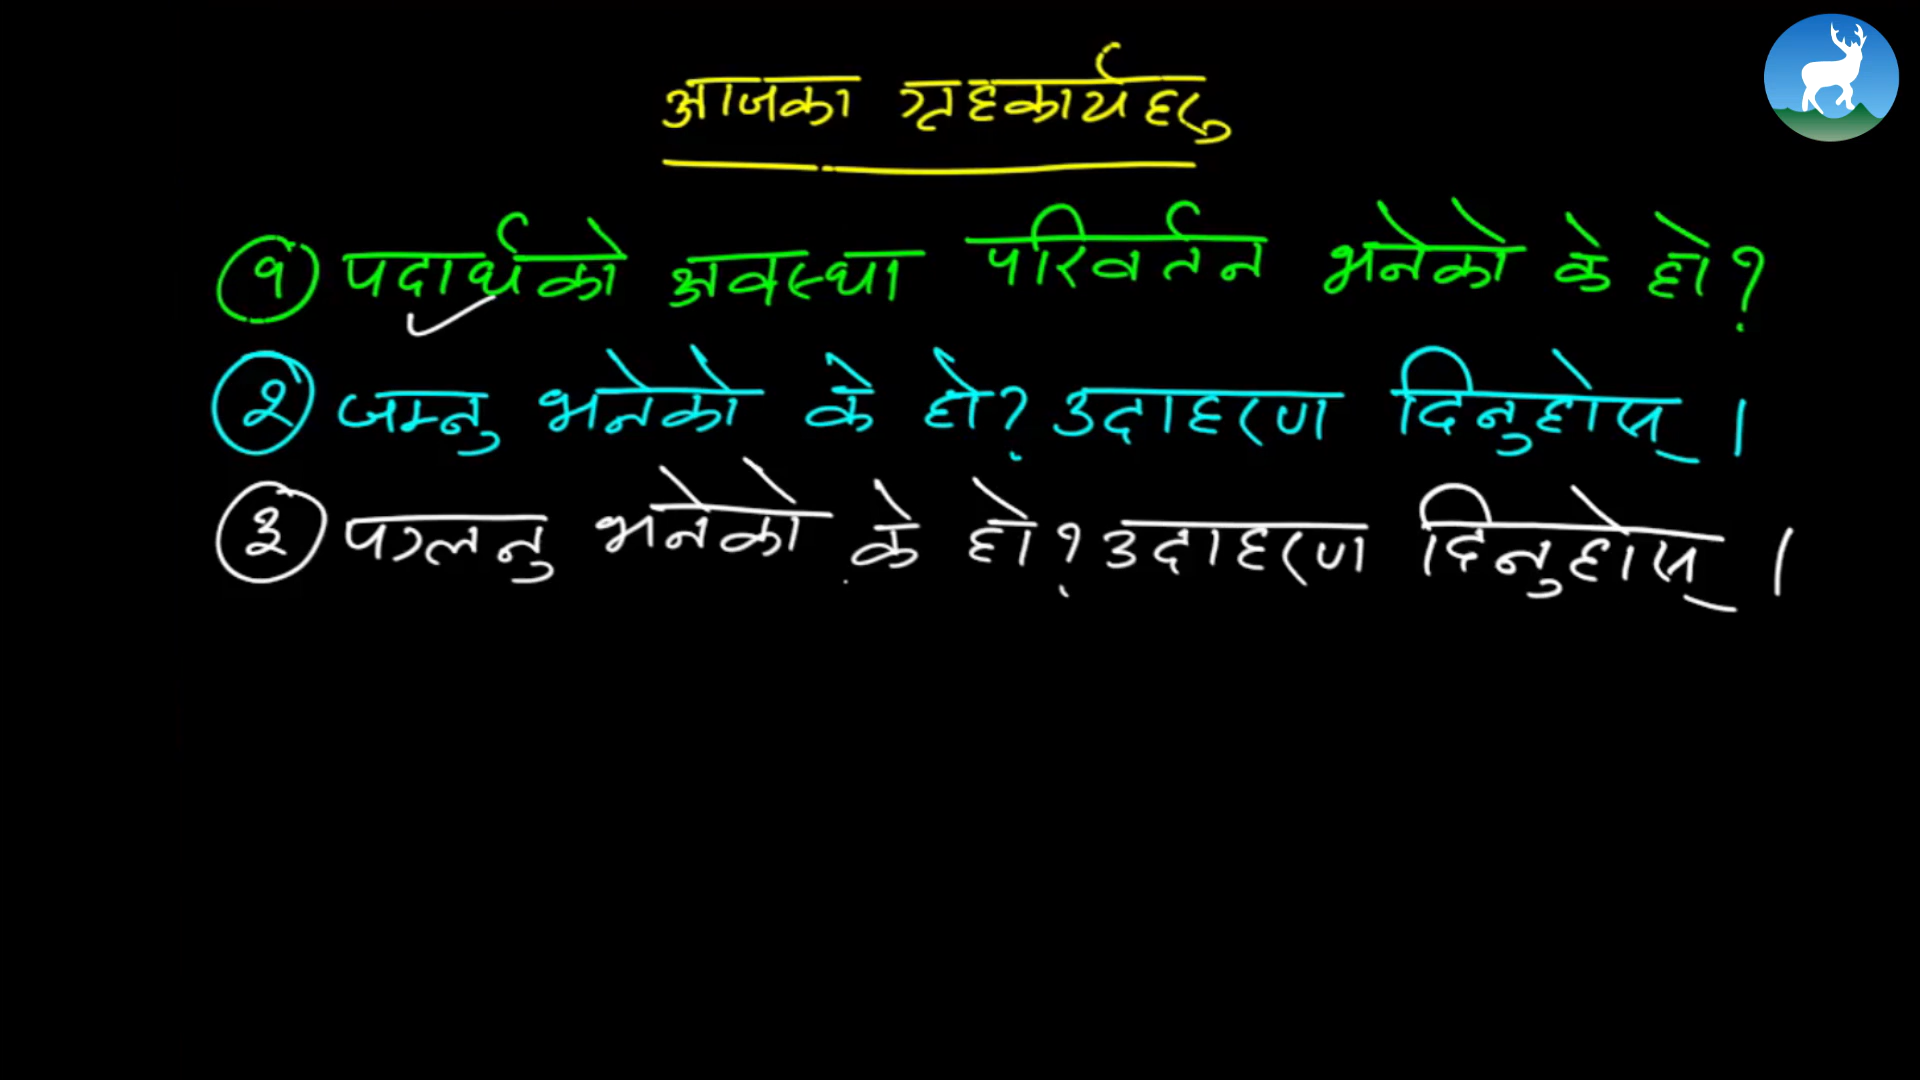 आजका गृहकार्यहरु
१ पदार्थको अवस्था परिवर्तन भनेको के हो?
२ जम्नु भनेको के हो? उदाहरण दिनुहोस् ।
३ पग्लनु भनेको के हो? उदाहरण दिनुहोस् ।